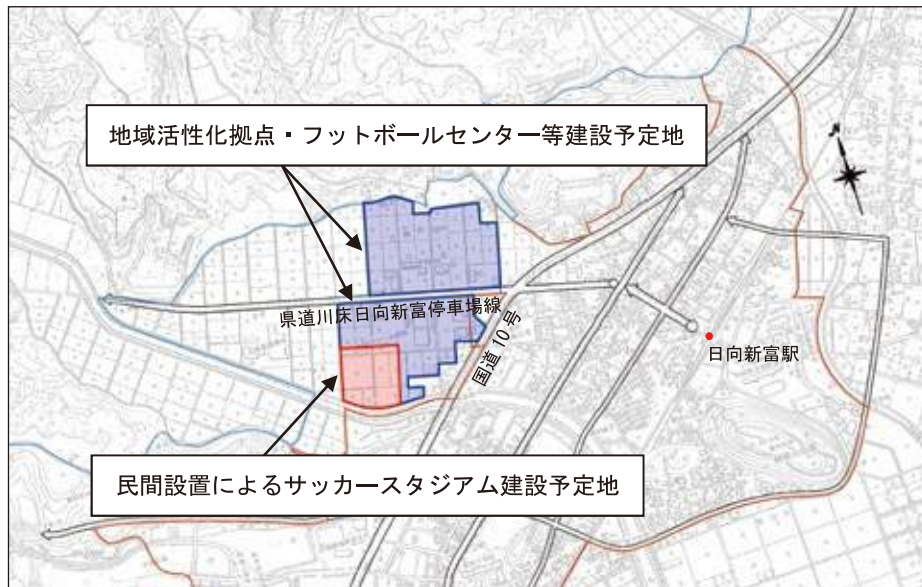 地域活性化拠点・フットボールセンター等建設予定地
県道川床日向新富停車場線
国道10号
日向新富駅
民間設置によるサッカースタジアム建設予定地